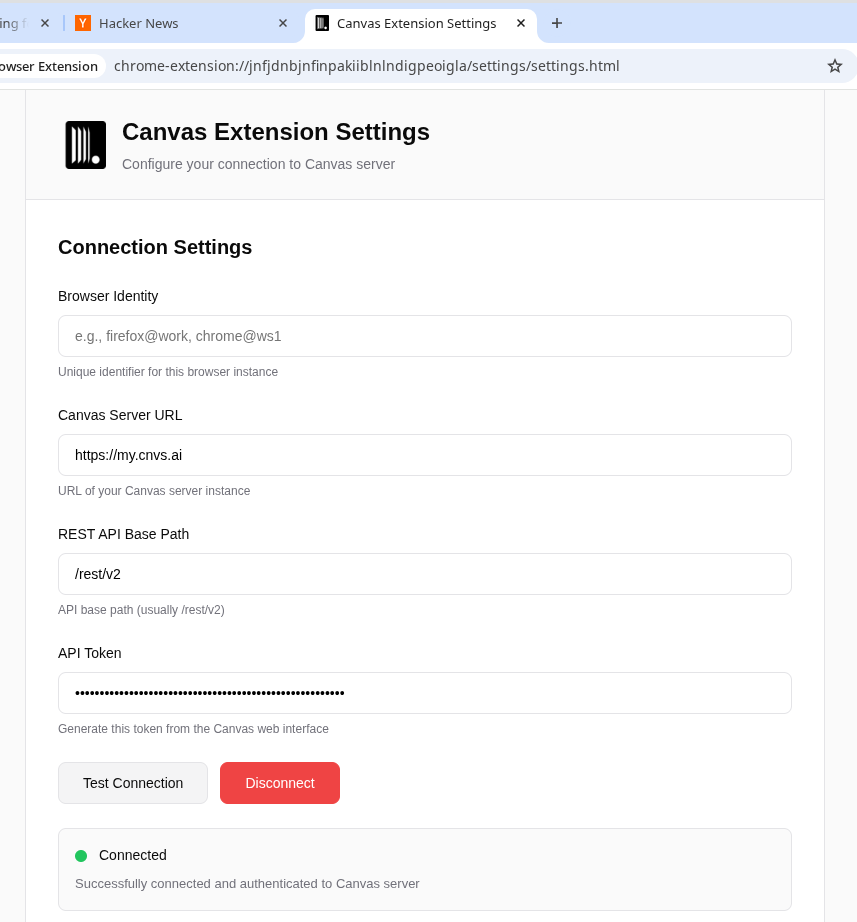 ing f
Hacker News
Canvas Extension Settings
owser Extension
chrome-extension://jnfjdnbjnfinpakiiblnlndigpeoigla/settings/settings.html
Canvas Extension Settings
Configure your connection to Canvas server
Connection Settings
Browser Identity
e.g., firefox@work, chrome@ws1
Unique identifier for this browser instance
Canvas Server URL
https://my.cnvs.ai
URL of your Canvas server instance
REST API Base Path
/rest/v2
API base path (usually /rest/v2)
API Token
•••••••••••••••••••••••••••••••••••••••••••••••••••••••
Generate this token from the Canvas web interface
Test Connection Disconnect
Connected
Successfully connected and authenticated to Canvas server